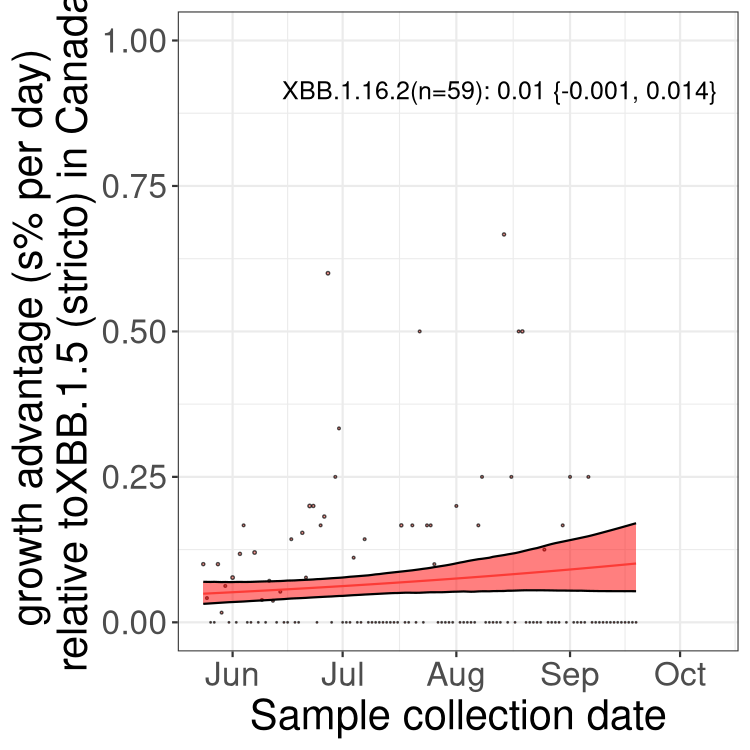 growth advantage (s% per day)
relative toXBB.1.5 (stricto) in Canada
1.00
0.75
0.50
0.25
0.00
XBB.1.16.2(n=59): 0.01 {-0.001, 0.014}
Jun Jul Aug Sep Oct
Sample collection date